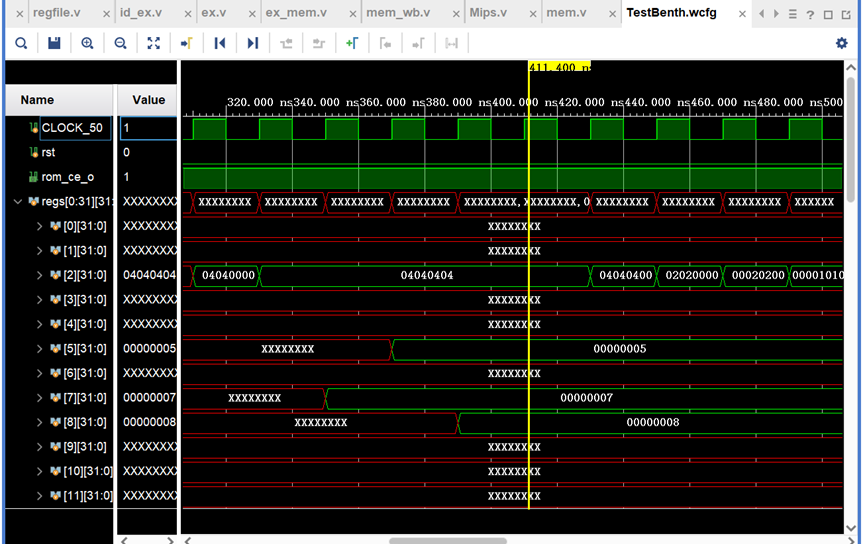 regfile.v id_ex.v ex.v ex_mem.v mem_wb.v Mips.v mem.v TestBenth.wcfg
411.400 ns
Name Value
320.000 ns 340.000 ns 360.000 ns 380.000 ns 400.000 ns 420.000 ns 440.000 ns 460.000 ns 480.000 ns 500
CLOCK_50 1
rst 0
rom_ce_o 1
regs[0:31][31: XXXXXXXX XXXXXXXX XXXXXXXX XXXXXXXX XXXXXXXX XXXXXXXX,XXXXXXXX,0 XXXXXXXX XXXXXXXX XXXXXXXX XXXXXX
[0][31:0] XXXXXXXX XXXXXXXX
[1][31:0] XXXXXXXX XXXXXXXX
[2][31:0] 04040404 04040000 04040404 04040400 02020000 00020200 00001010
[3][31:0] XXXXXXXX XXXXXXXX
[4][31:0] XXXXXXXX XXXXXXXX
[5][31:0] 00000005 XXXXXXXX 00000005
[6][31:0] XXXXXXXX XXXXXXXX
[7][31:0] 00000007 XXXXXXXX 00000007
[8][31:0] 00000008 XXXXXXXX 00000008
[9][31:0] XXXXXXXX XXXXXXXX
[10][31:0] XXXXXXXX XXXXXXXX
[11][31:0] XXXXXXXX XXXXXXXX